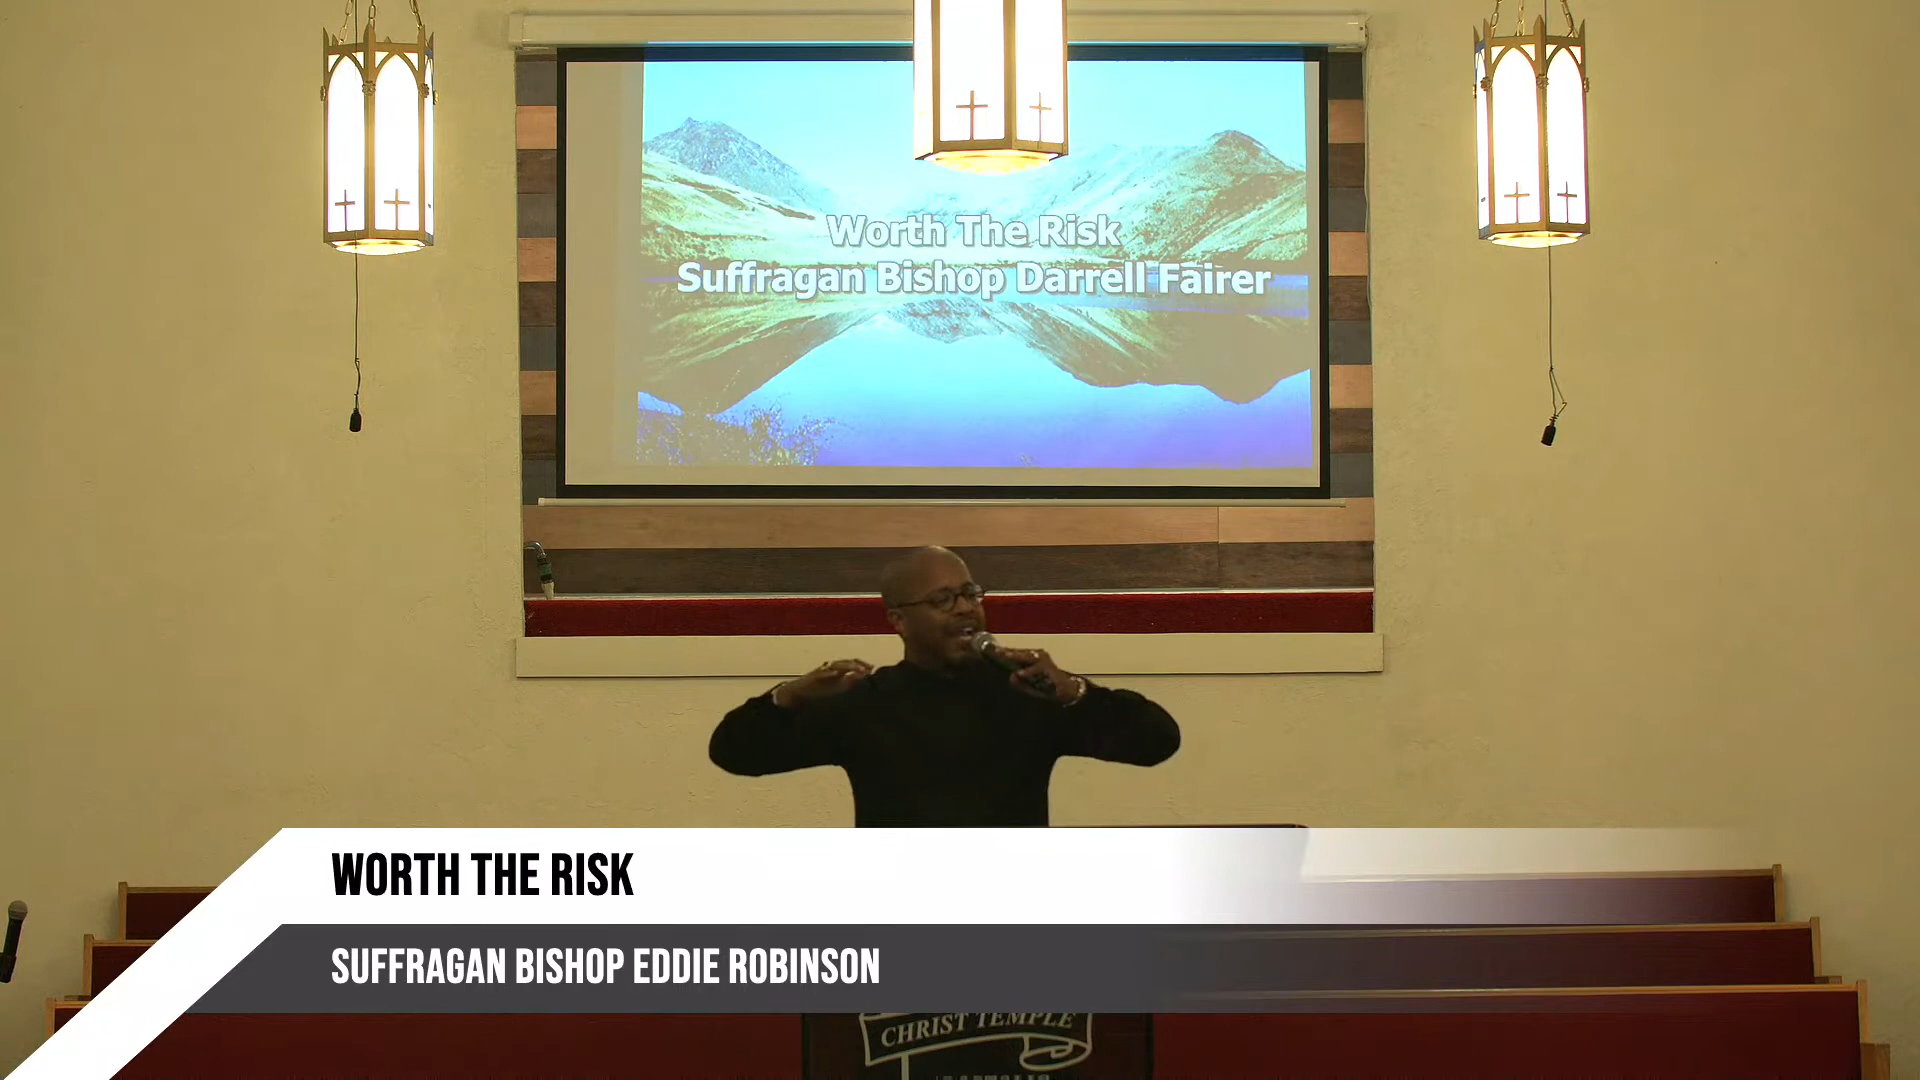 Worth The Risk
Suffragan Bishop Darrell Fairer
WORTH THE RISK
SUFFRAGAN BISHOP EDDIE ROBINSON
CHRIST TEMPLE